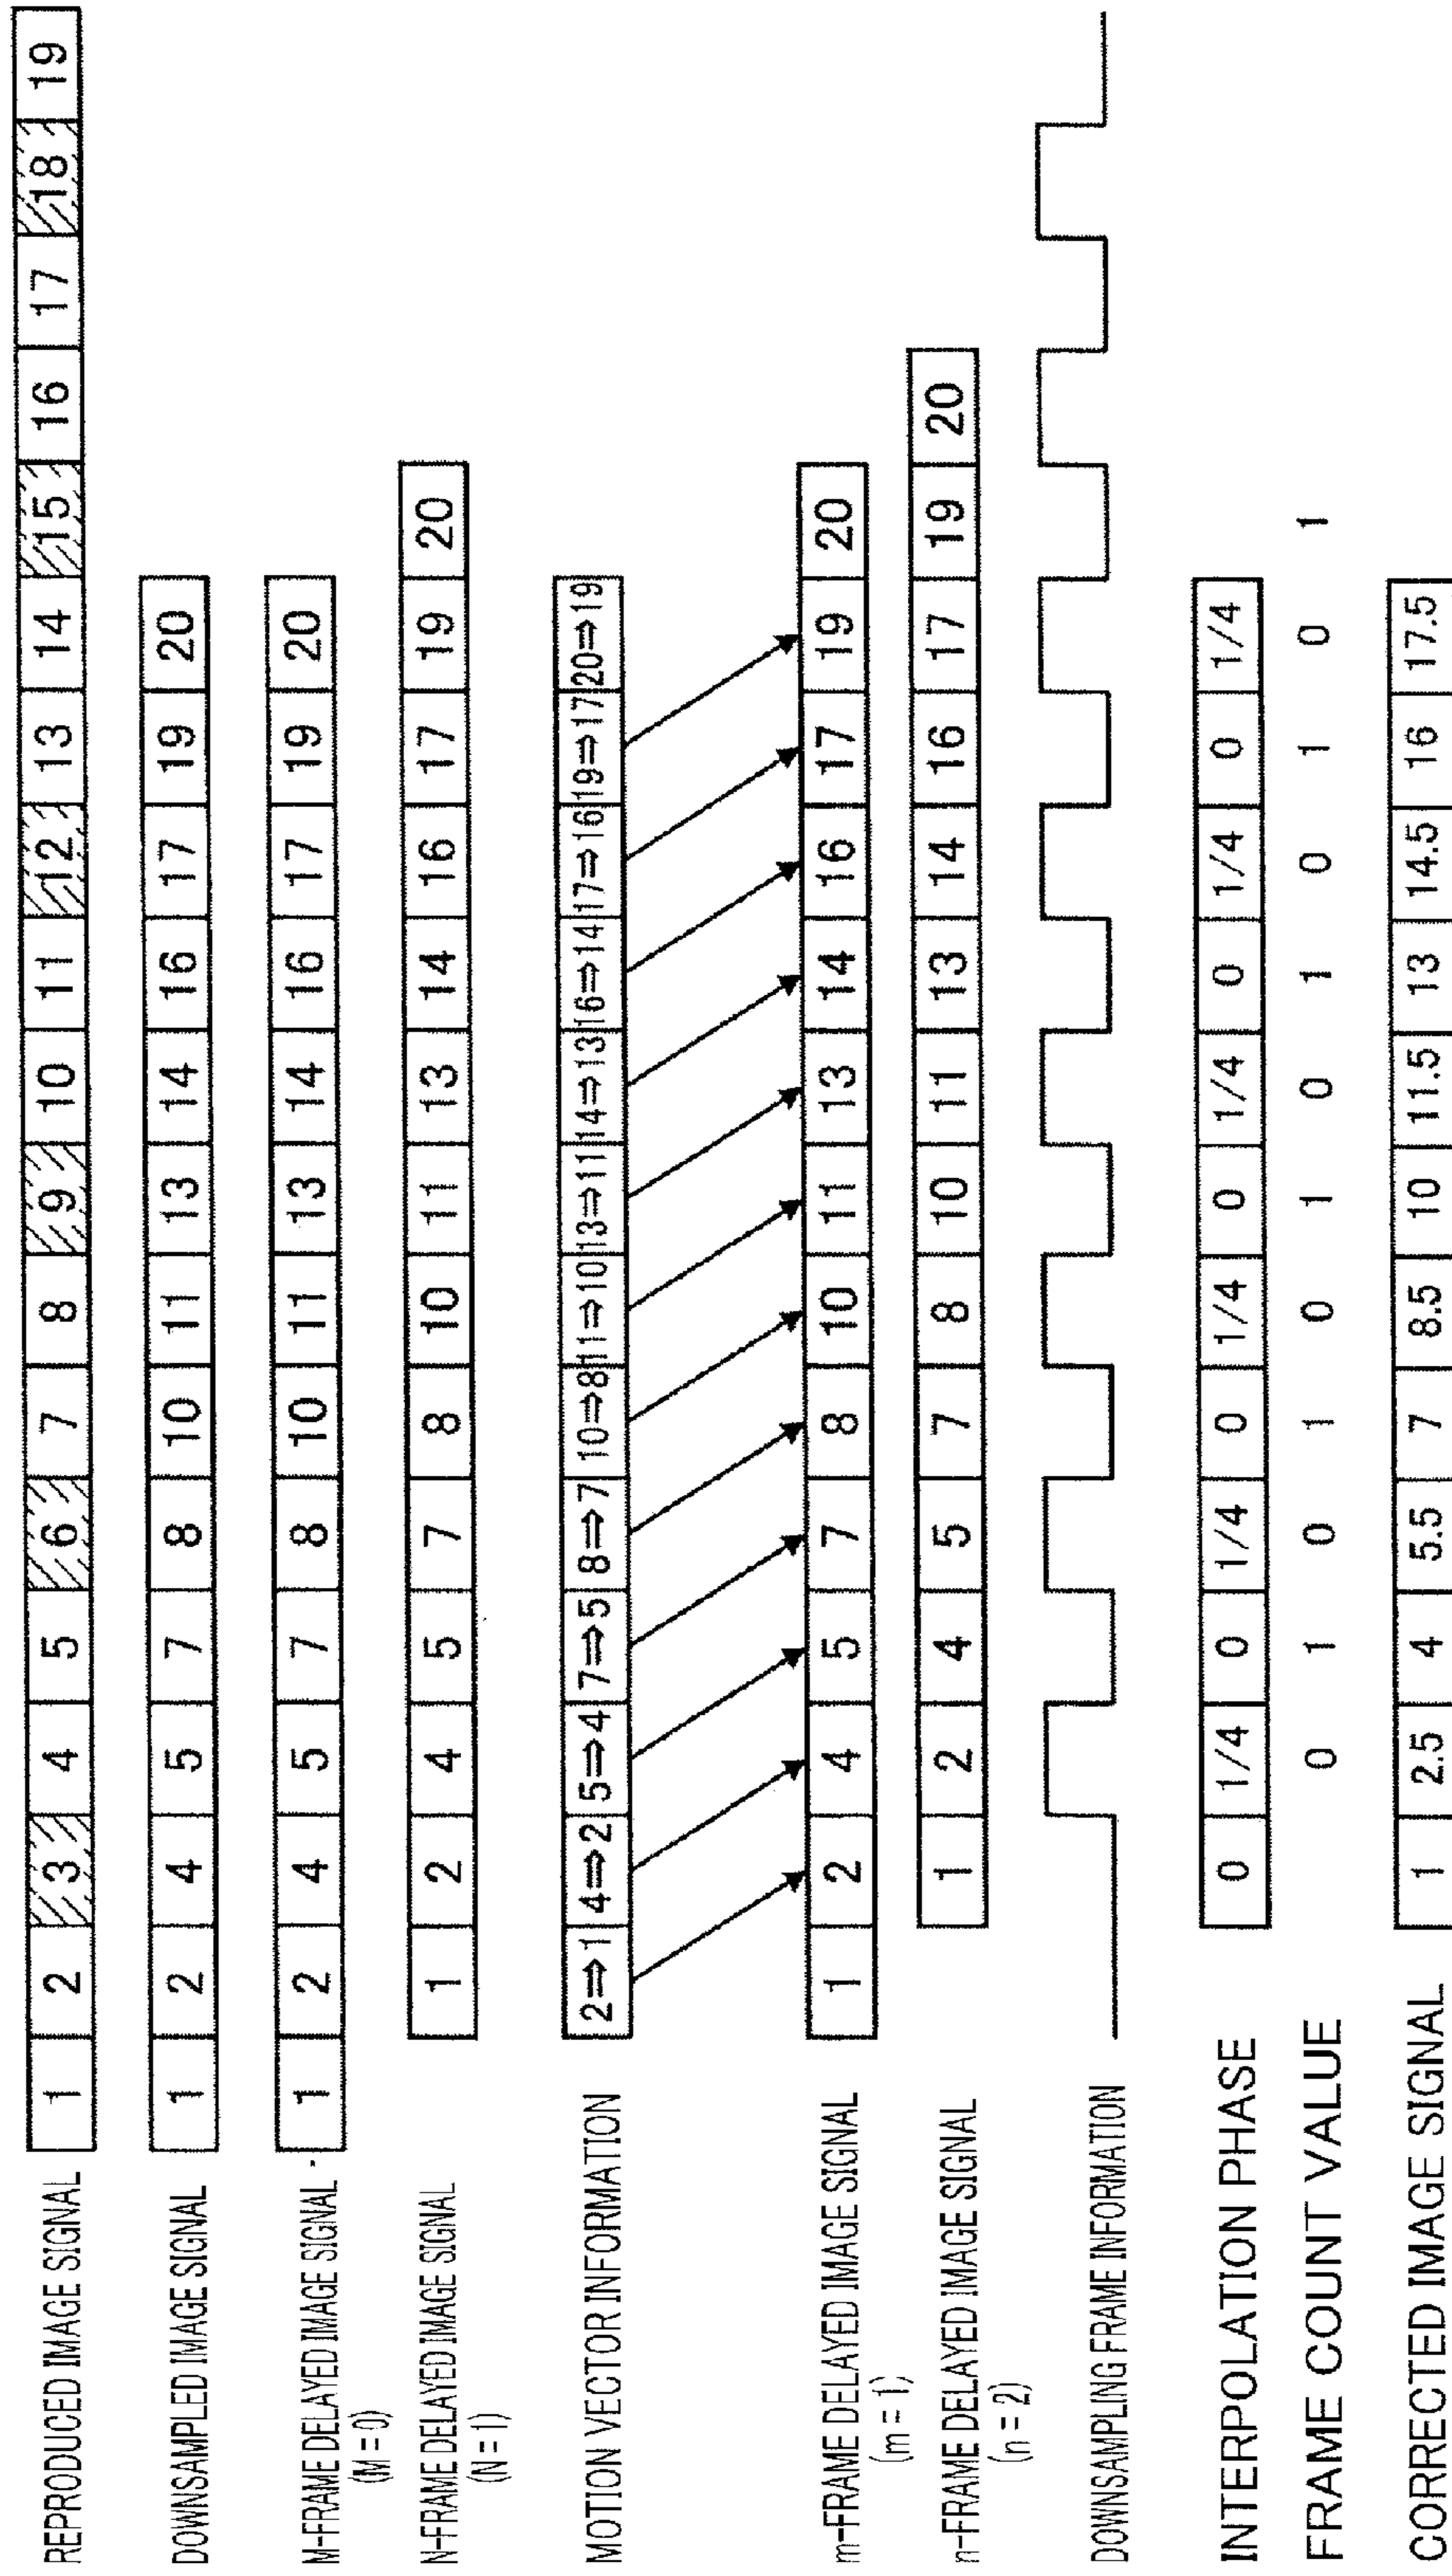 REPRODUCED IMAGE SIGNAL 1 2 3 4 5 6 7 8 9 10 11 12 13 14 15 16 17 18 19
DOWNSAMPLED IMAGE SIGNAL 1 2 4 5 7 8 10 11 13 14 16 17 19 20
M-FRAME DELAYED IMAGE SIGNAL 1 2 4 5 7 8 10 11 13 14 16 17 19 20
(M = 0)
N-FRAME DELAYED IMAGE SIGNAL 1 2 4 5 7 8 10 11 13 14 16 17 19 20
(N = 1)
MOTION VECTOR INFORMATION 2⇒1 4⇒2 5⇒4 7⇒5 8⇒7 10⇒8 11⇒10 13⇒11 14⇒13 16⇒14 17⇒16 19⇒17 20⇒19
m-FRAME DELAYED IMAGE SIGNAL 1 2 4 5 7 8 10 11 13 14 16 17 19 20
(m = 1)
n-FRAME DELAYED IMAGE SIGNAL 1 2 4 5 7 8 10 11 13 14 16 17 19 20
(n = 2)
DOWNSAMPLING FRAME INFORMATION
INTERPOLATION PHASE 0 1/4 0 1/4 0 1/4 0 1/4 0 1/4 0 1/4
FRAME COUNT VALUE 0 1 0 1 0 1 0 1 0 1 0 1
CORRECTED IMAGE SIGNAL 1 2.5 4 5.5 7 8.5 10 11.5 13 14.5 16 17.5